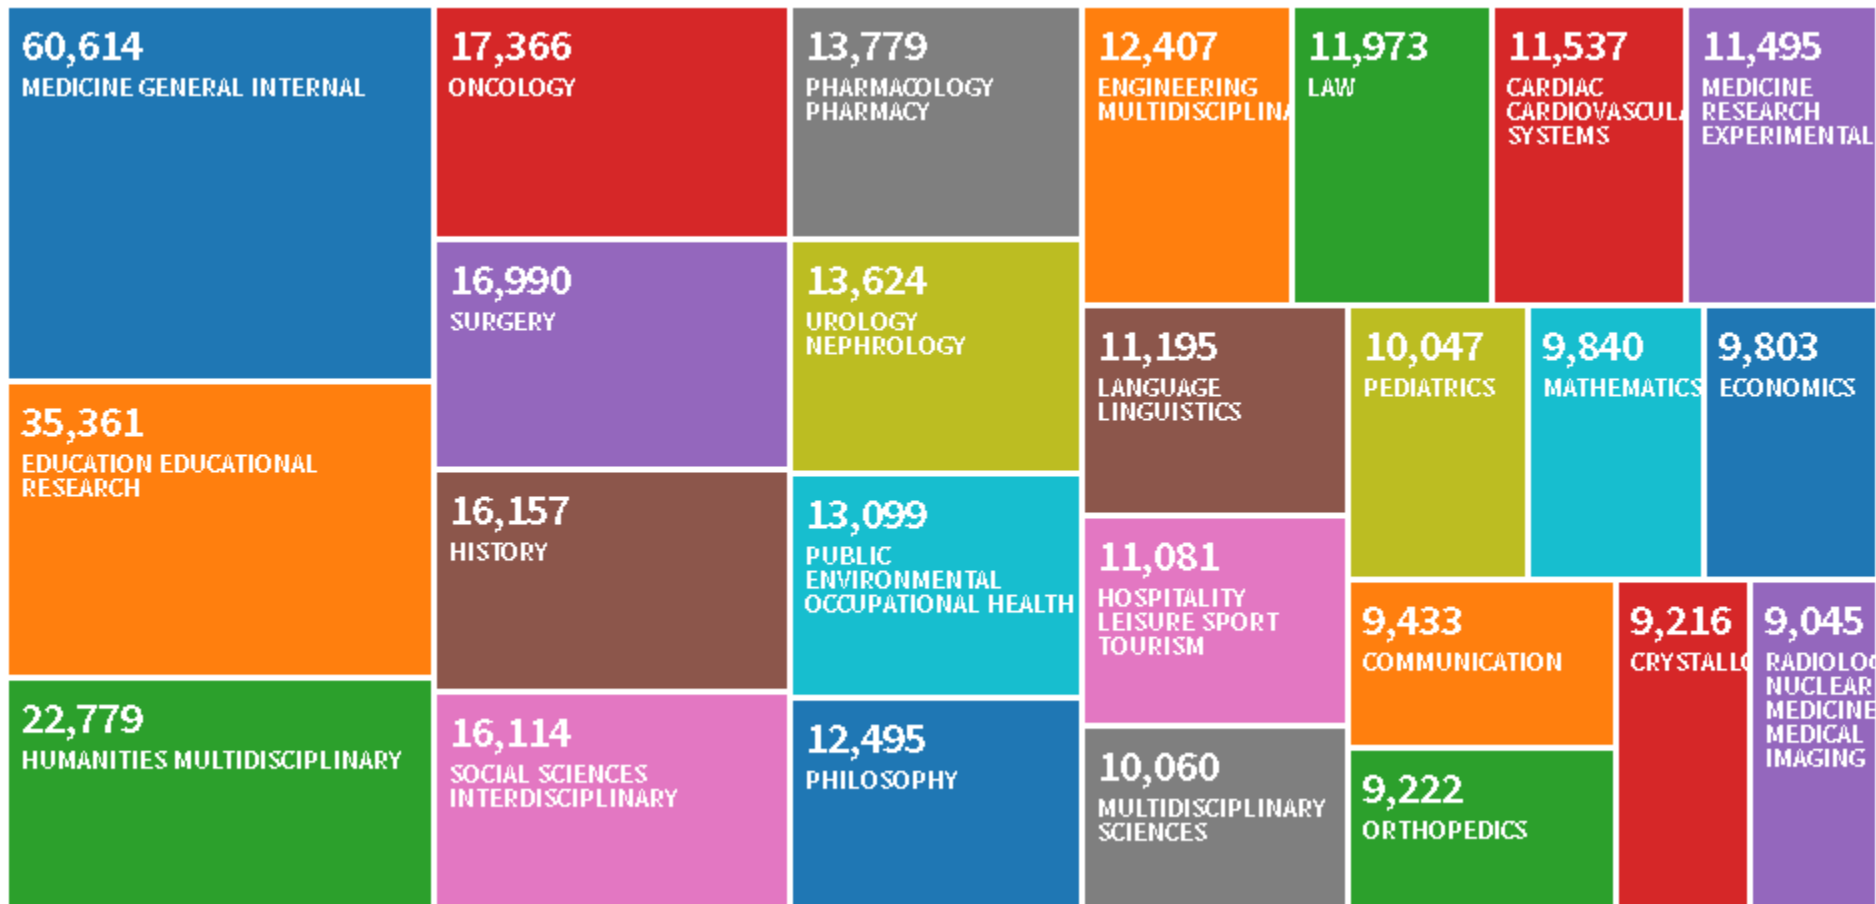 60,614
MEDICINE GENERAL INTERNAL
35,361
EDUCATION EDUCATIONAL
RESEARCH
22,779
HUMANITIES MULTIDISCIPLINARY
17,366
ONCOLOGY
16,990
SURGERY
16,157
HISTORY
16,114
SOCIAL SCIENCES
INTERDISCIPLINARY
13,779
PHARMACOLOGY
PHARMACY
13,624
UROLOGY
NEPHROLOGY
13,099
PUBLIC
ENVIRONMENTAL
OCCUPATIONAL HEALTH
12,495
PHILOSOPHY
12,407
ENGINEERING
MULTIDISCIPLINA
11,973
LAW
11,537
CARDIAC
CARDIOVASCULA
SYSTEMS
11,495
MEDICINE
RESEARCH
EXPERIMENTAL
11,195
LANGUAGE
LINGUISTICS
11,081
HOSPITALITY
LEISURE SPORT
TOURISM
10,060
MULTIDISCIPLINARY
SCIENCES
10,047
PEDIATRICS
9,840
MATHEMATICS
9,803
ECONOMICS
9,433
COMMUNICATION
9,222
ORTHOPEDICS
9,216
CRYSTALLO
9,045
RADIOLOG
NUCLEAR
MEDICINE
MEDICAL
IMAGING